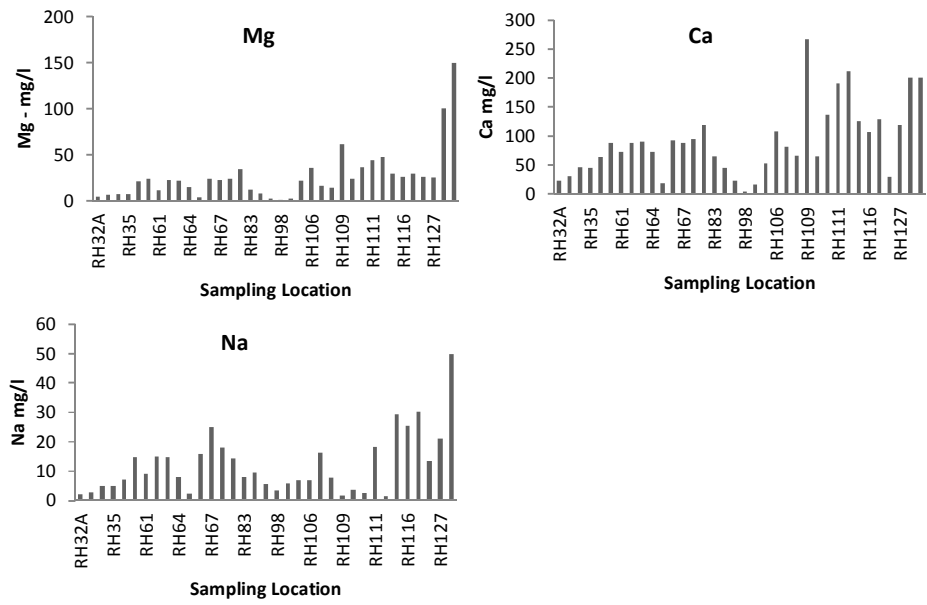 Mg
Mg - mg/l
200
150
100
50
0
RH32A
RH35
RH61
RH64
RH67
RH83
RH98
RH106
RH109
RH111
RH116
RH127
Sampling Location
Ca
Ca mg/l
300
250
200
150
100
50
0
RH32A
RH35
RH61
RH64
RH67
RH83
RH98
RH106
RH109
RH111
RH116
RH127
Sampling Location
Na
Na mg/l
60
50
40
30
20
10
0
RH32A
RH35
RH61
RH64
RH67
RH83
RH98
RH106
RH109
RH111
RH116
RH127
Sampling Location